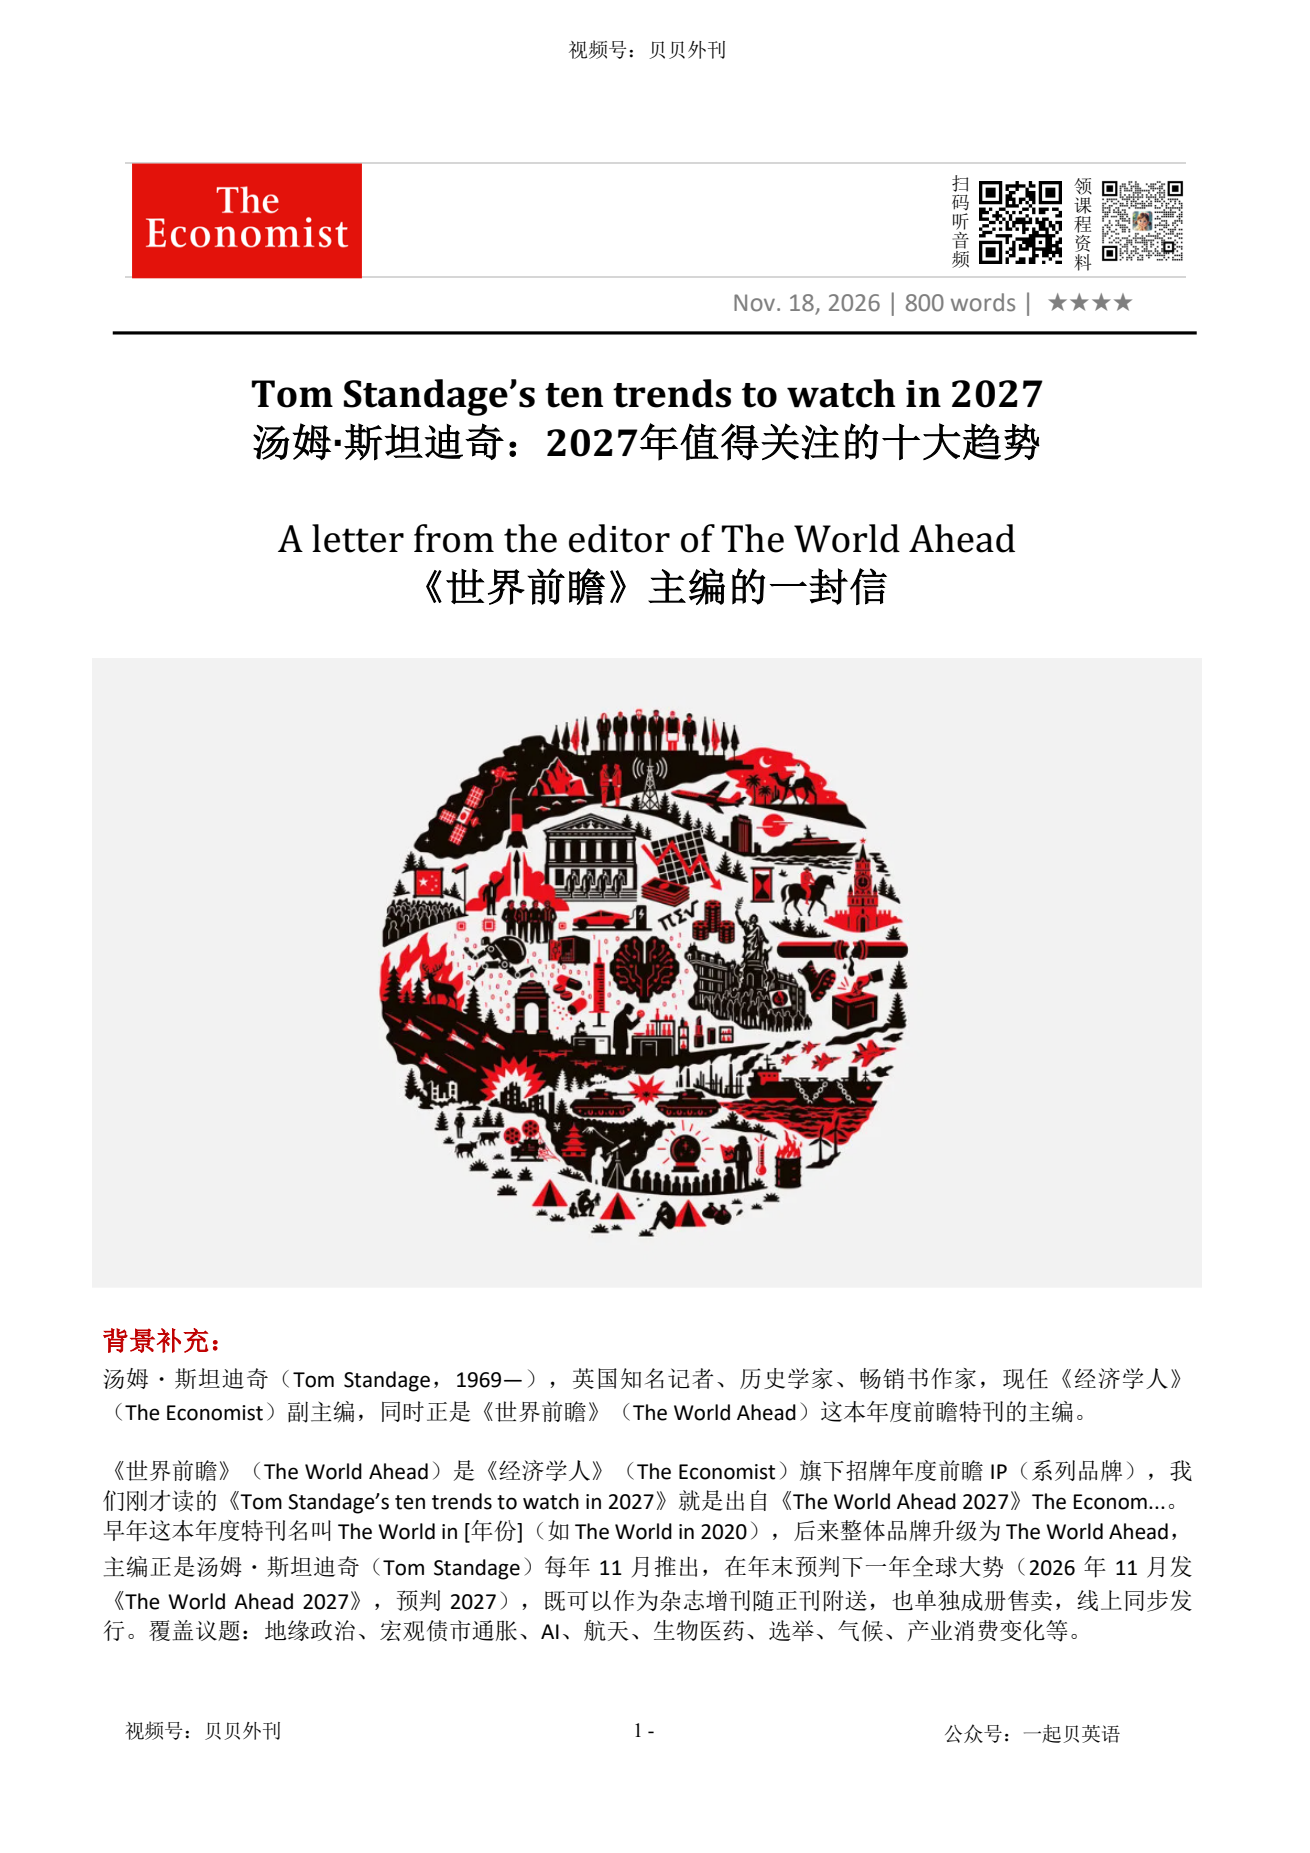 视频号：贝贝外刊
The
Economist
扫码听音频
领课程资料
Nov. 18, 2026 | 800 words | ★★★★
Tom Standage’s ten trends to watch in 2027
汤姆·斯坦迪奇：2027年值得关注的十大趋势
A letter from the editor of The World Ahead
《世界前瞻》主编的一封信
背景补充：
汤姆・斯坦迪奇（Tom Standage，1969—），英国知名记者、历史学家、畅销书作家，现任《经济学人》
（The Economist）副主编，同时正是《世界前瞻》（The World Ahead）这本年度前瞻特刊的主编。
《世界前瞻》（The World Ahead）是《经济学人》（The Economist）旗下招牌年度前瞻 IP（系列品牌），我
们刚才读的《Tom Standage’s ten trends to watch in 2027》就是出自《The World Ahead 2027》The Econom...。
早年这本年度特刊名叫 The World in [年份]（如 The World in 2020），后来整体品牌升级为 The World Ahead，
主编正是汤姆・斯坦迪奇（Tom Standage）每年 11 月推出，在年末预判下一年全球大势（2026 年 11 月发
《The World Ahead 2027》，预判 2027），既可以作为杂志增刊随正刊附送，也单独成册售卖，线上同步发
行。覆盖议题：地缘政治、宏观债市通胀、AI、航天、生物医药、选举、气候、产业消费变化等。
视频号：贝贝外刊
1 -
公众号：一起贝英语